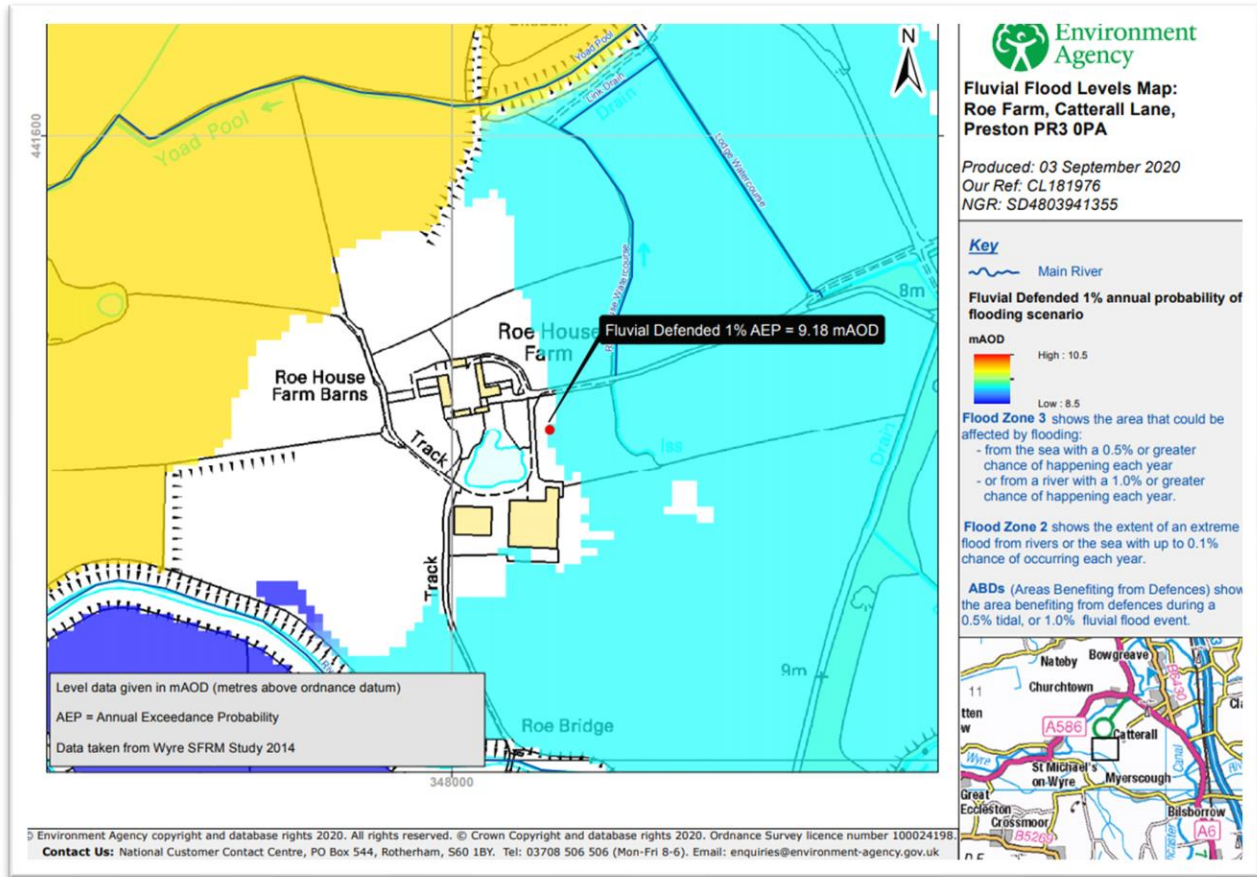 Yoad Pool
Link Drain
Drain
N
441600
Yoad Pool
Lodge Watercourse
8m
Fluvial Defended 1% AEP = 9.18 mAOD
Roe House
Farm
Roe House
Farm Barns
Track
Iss
Drain
Track
9m
Roe Bridge
348000
Level data given in mAOD (metres above ordnance datum)
AEP = Annual Exceedance Probability
Data taken from Wyre SFRM Study 2014
Environment
Agency
Fluvial Flood Levels Map:
Roe Farm, Catterall Lane,
Preston PR3 0PA
Produced: 03 September 2020
Our Ref: CL181976
NGR: SD4803941355
Key
Main River
Fluvial Defended 1% annual probability of
flooding scenario
mAOD
High : 10.5
Low : 8.5
Flood Zone 3 shows the area that could be
affected by flooding:
- from the sea with a 0.5% or greater
chance of happening each year
- or from a river with a 1.0% or greater
chance of happening each year.
Flood Zone 2 shows the extent of an extreme
flood from rivers or the sea with up to 0.1%
chance of occurring each year.
ABDs (Areas Benefiting from Defences) show
the area benefiting from defences during a
0.5% tidal, or 1.0% fluvial flood event.
Nateby
Bowgreave
B6430
11
Churchtown
A586
Catterall
Wyre
St Michael's
on Wyre
Myerscough
Canal
Great
Eccleston
Crossmoor
Bilsborrow
B5269
A6
© Environment Agency copyright and database rights 2020. All rights reserved. © Crown Copyright and database rights 2020. Ordnance Survey licence number 100024198.
Contact Us: National Customer Contact Centre, PO Box 544, Rotherham, S60 1BY. Tel: 03708 506 506 (Mon-Fri 8-6). Email: enquiries@environment-agency.gov.uk